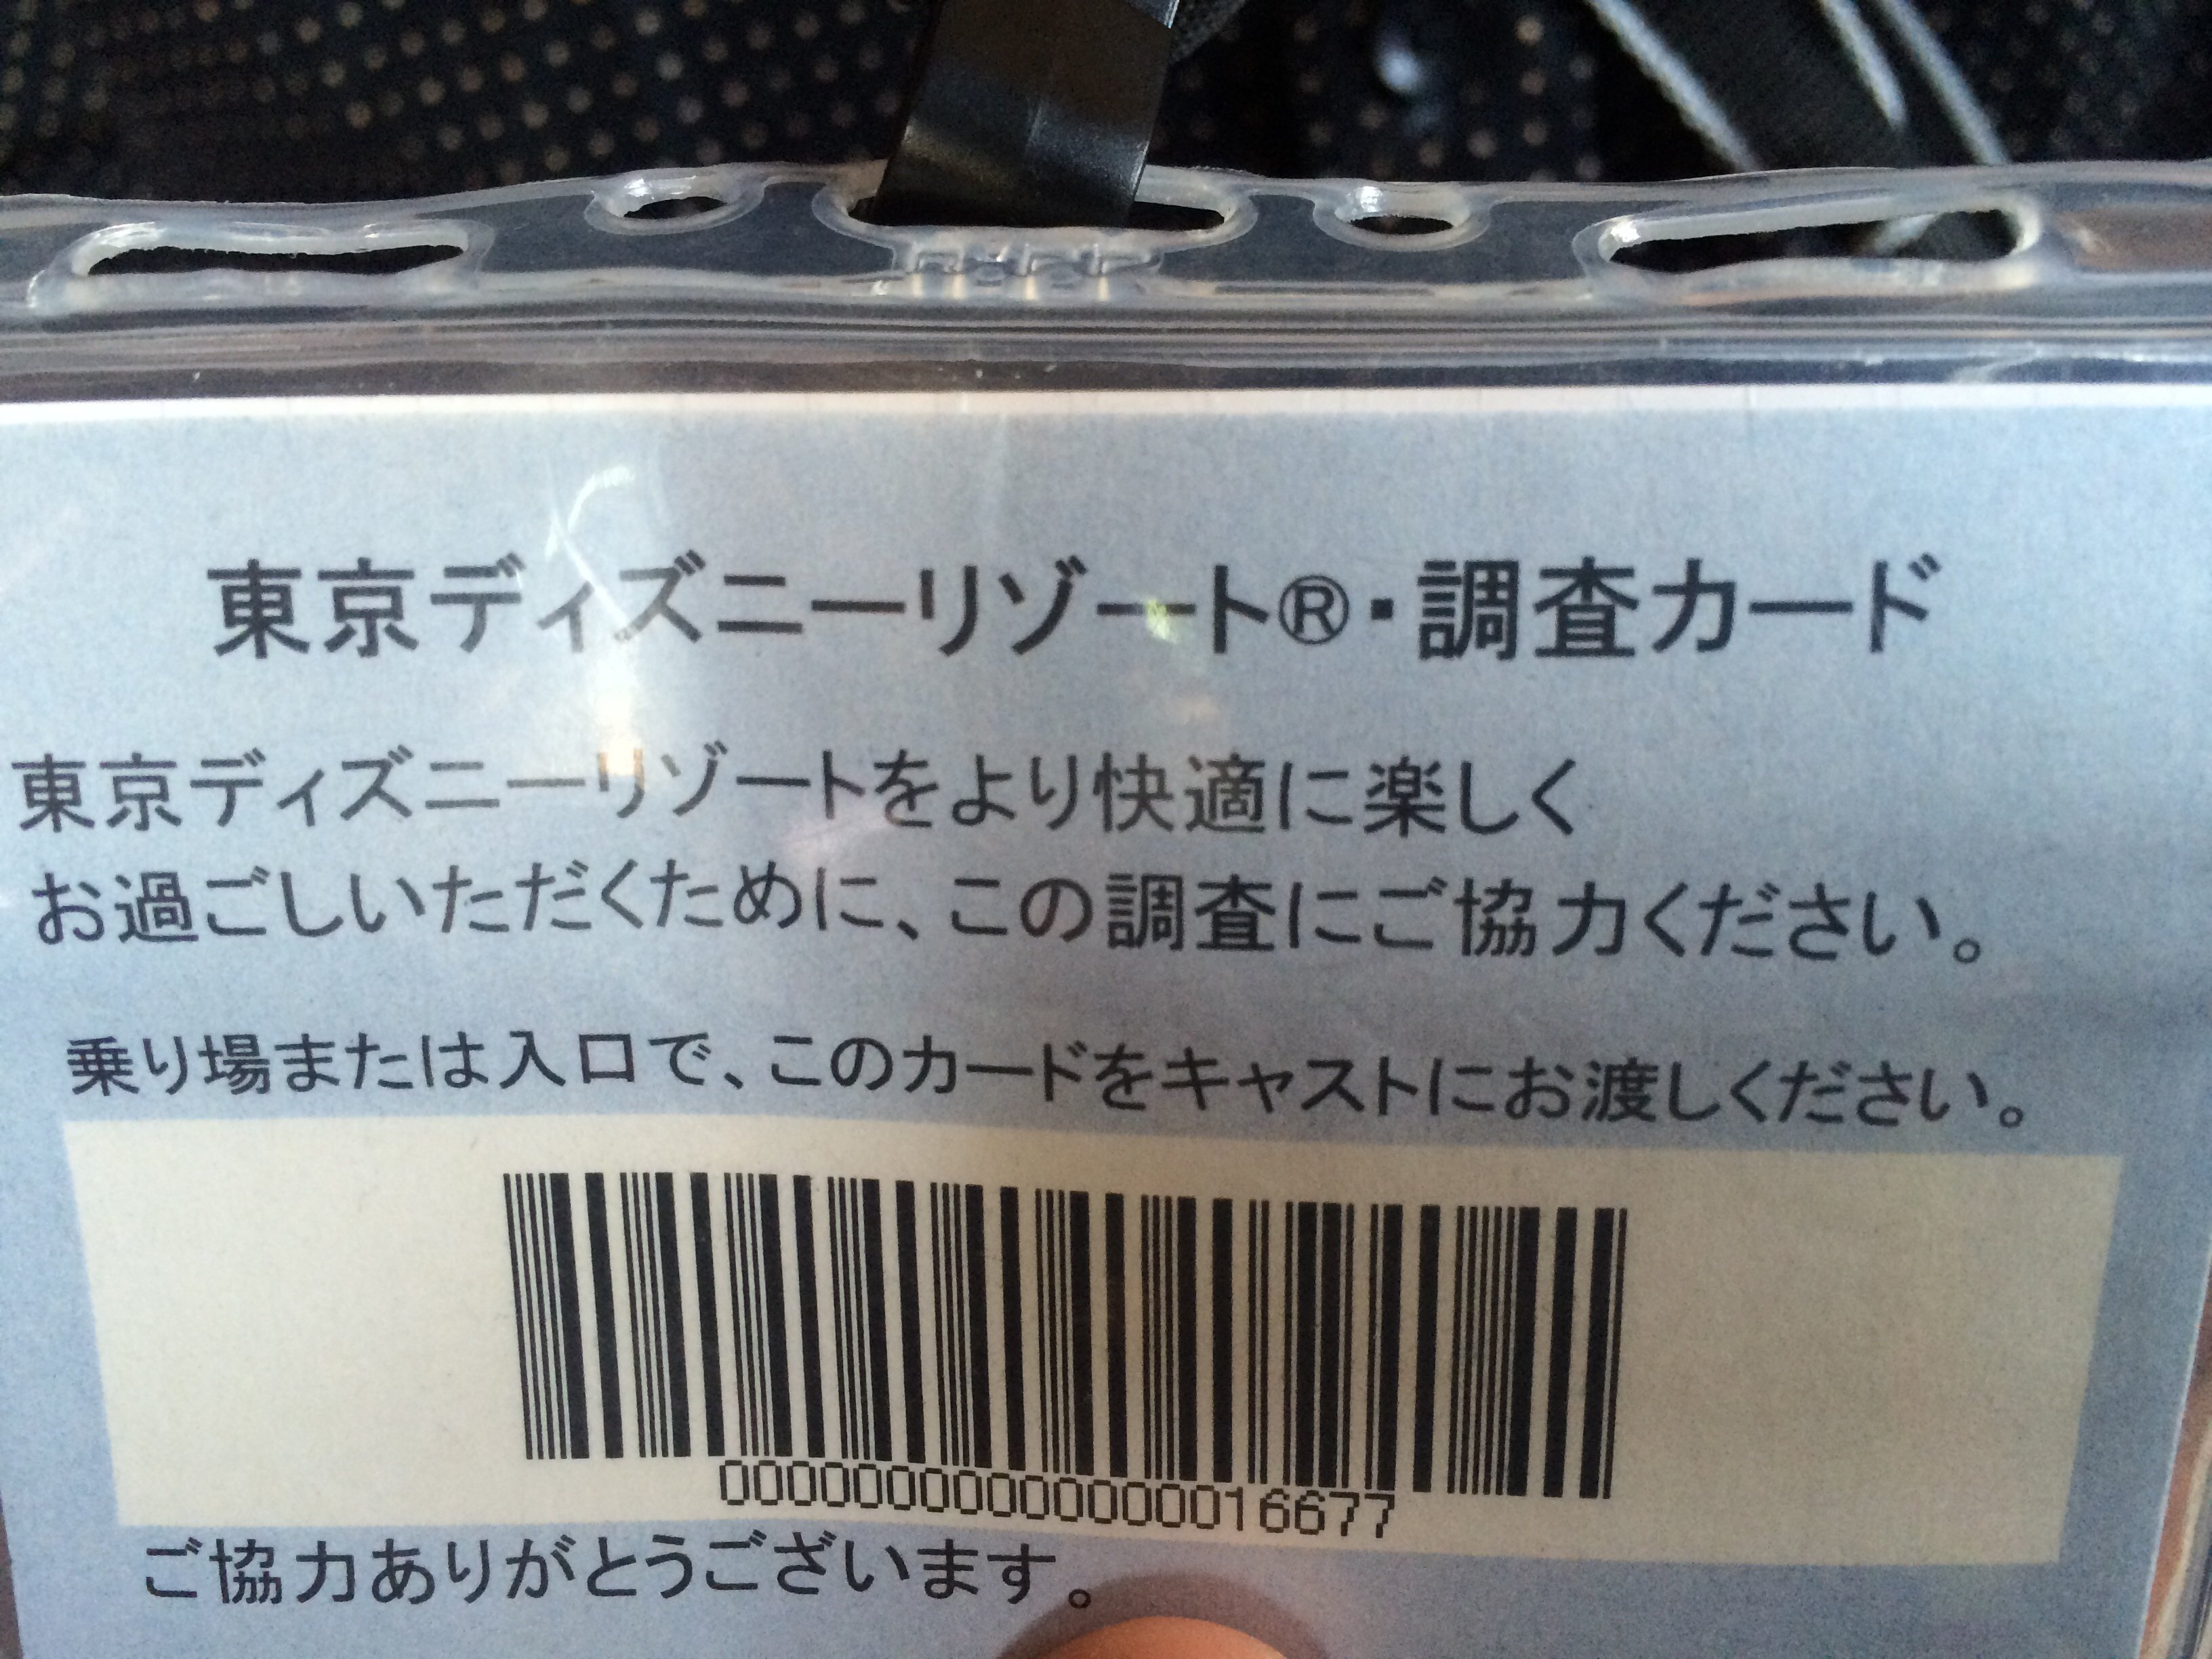 東京ディズニーリゾート®・調査カード
東京ディズニーリゾートをより快適に楽しく
お過ごしいただくために、この調査にご協力ください。
乗り場または入口で、このカードをキャストにお渡しください。
00000000000000016677
ご協力ありがとうございます。